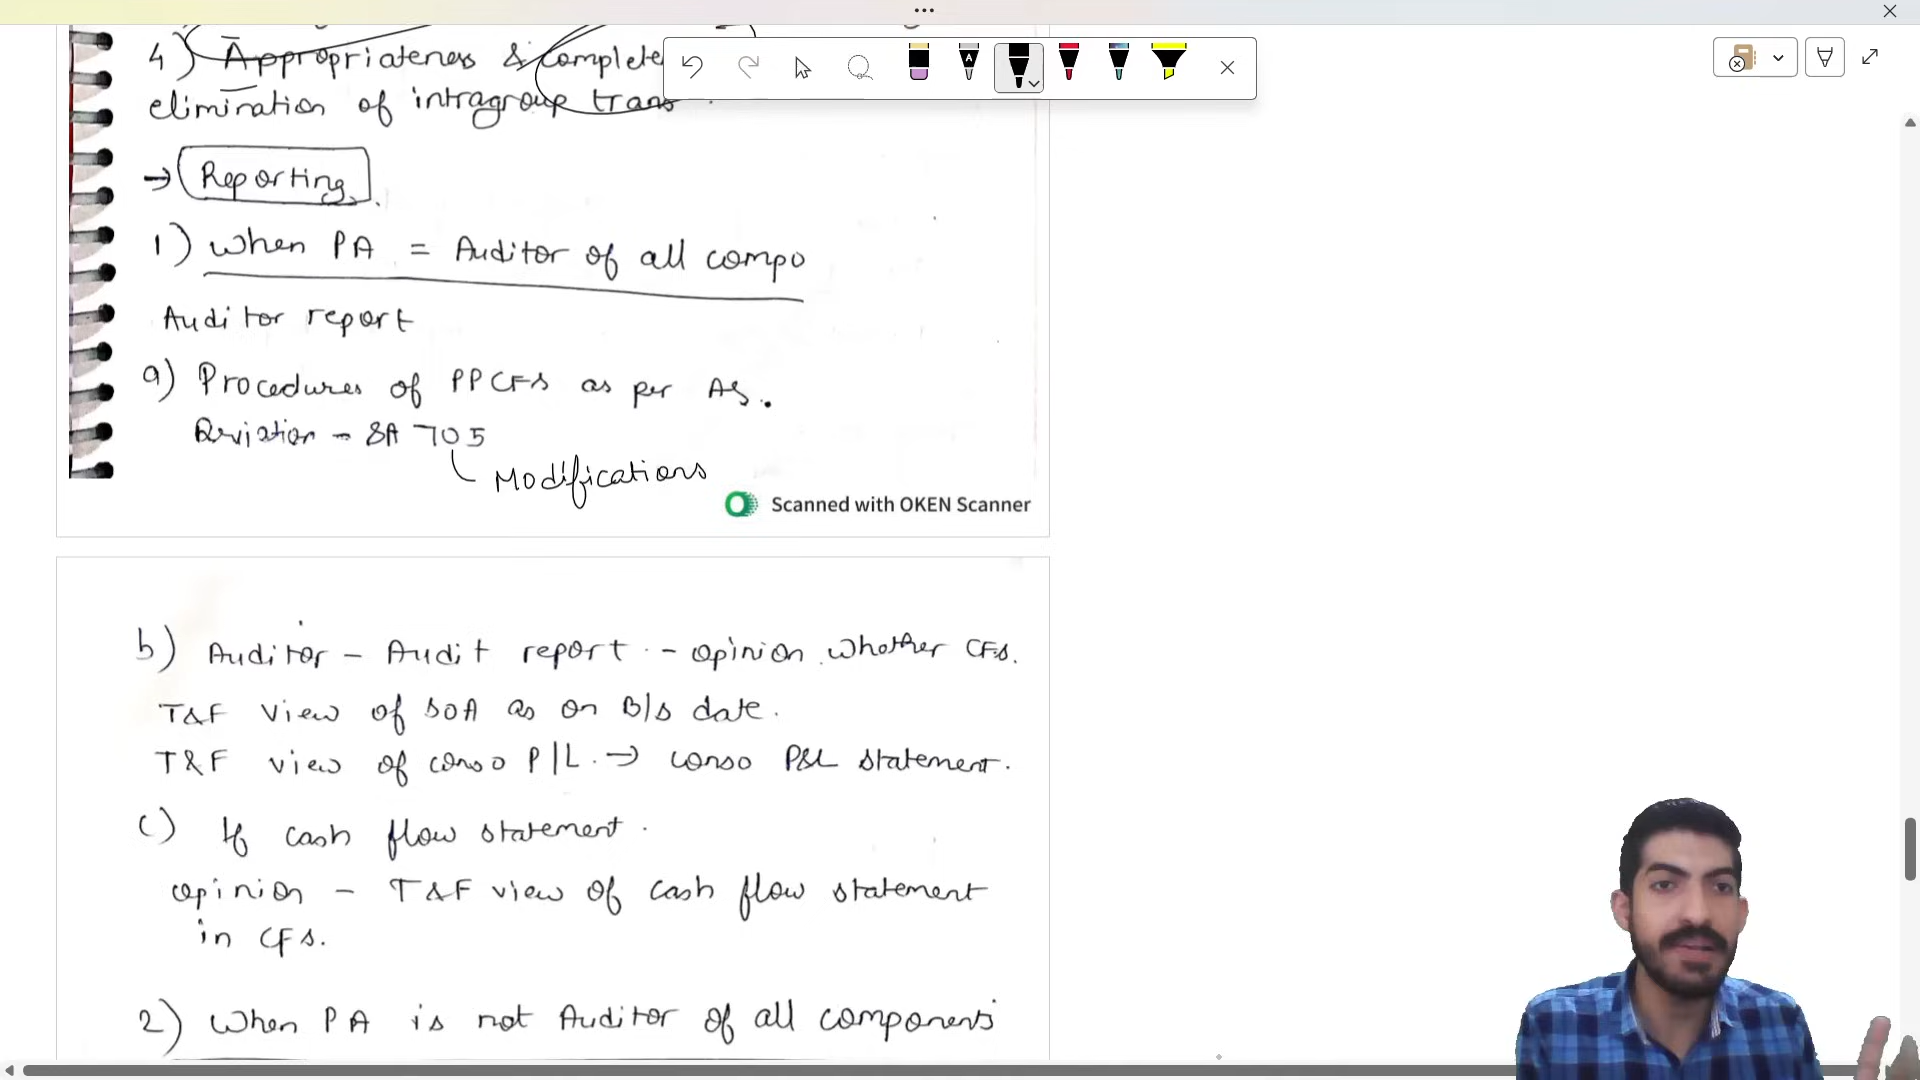 4) Appropriateness & complete
elimination of intragroup trans
→ Reporting.
1) When PA = Auditor of all compo
Auditor report
a) Procedures of PPCFS as per AS.
Deviation - SA 705
Modifications
Scanned with OKEN Scanner
b) Auditor - Audit report - opinion whether CFS.
T&F view of SOA as on B/s date.
T&F view of conso P/L. → conso P&L statement.
c) If cash flow statement.
opinion - T&F view of cash flow statement
in CFS.
2) When PA is not Auditor of all components